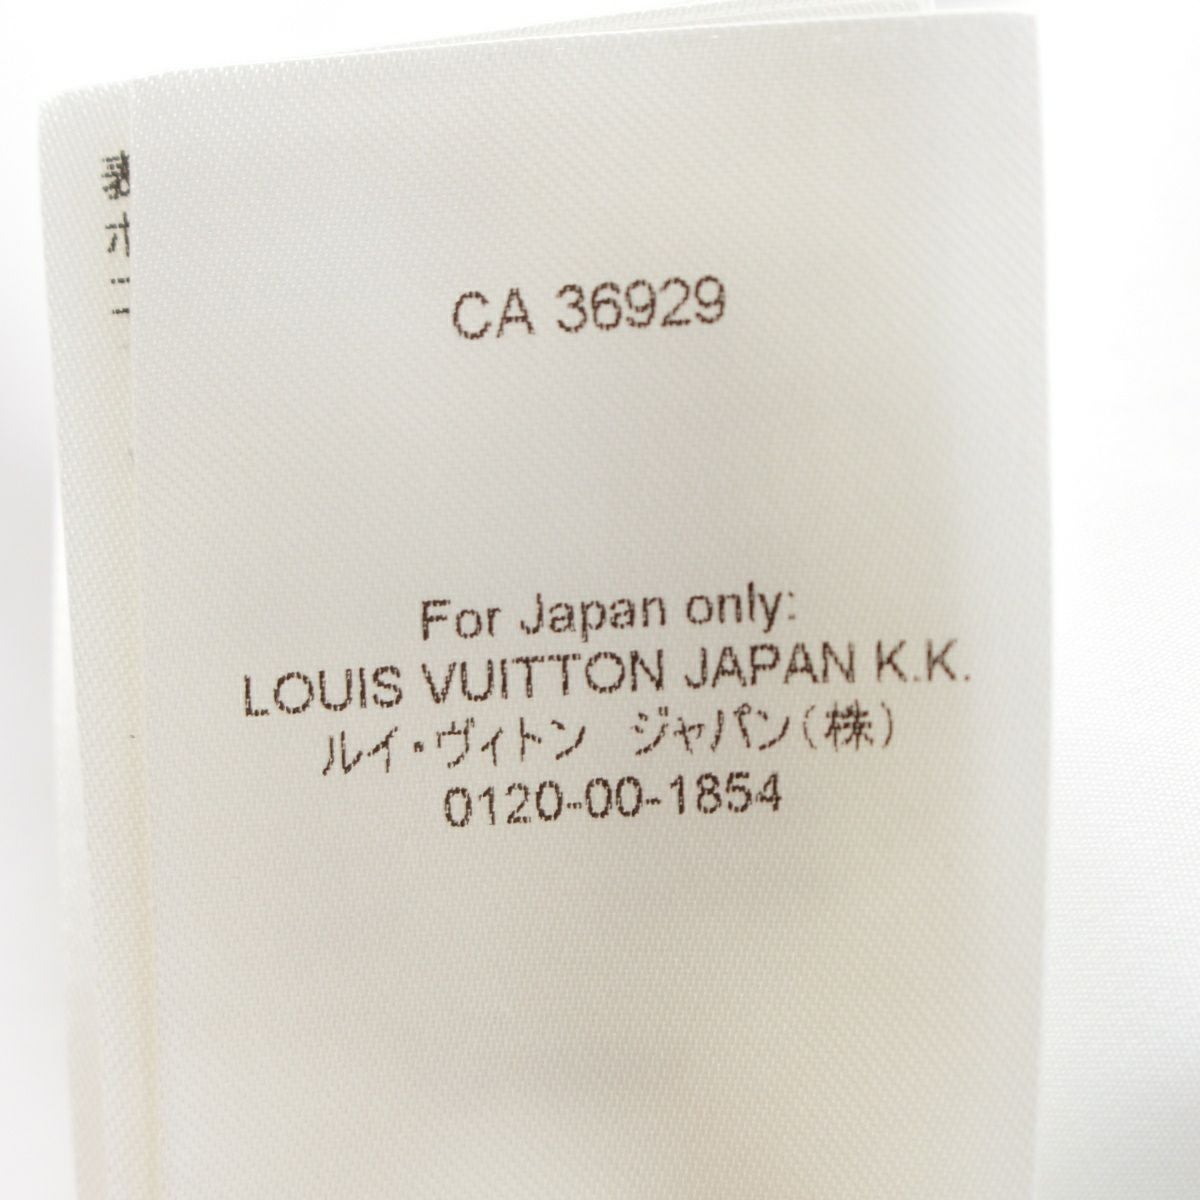 CA 36929
For Japan only:
LOUIS VUITTON JAPAN K.K.
ルイ・ヴィトン　ジャパン(株)
0120-00-1854